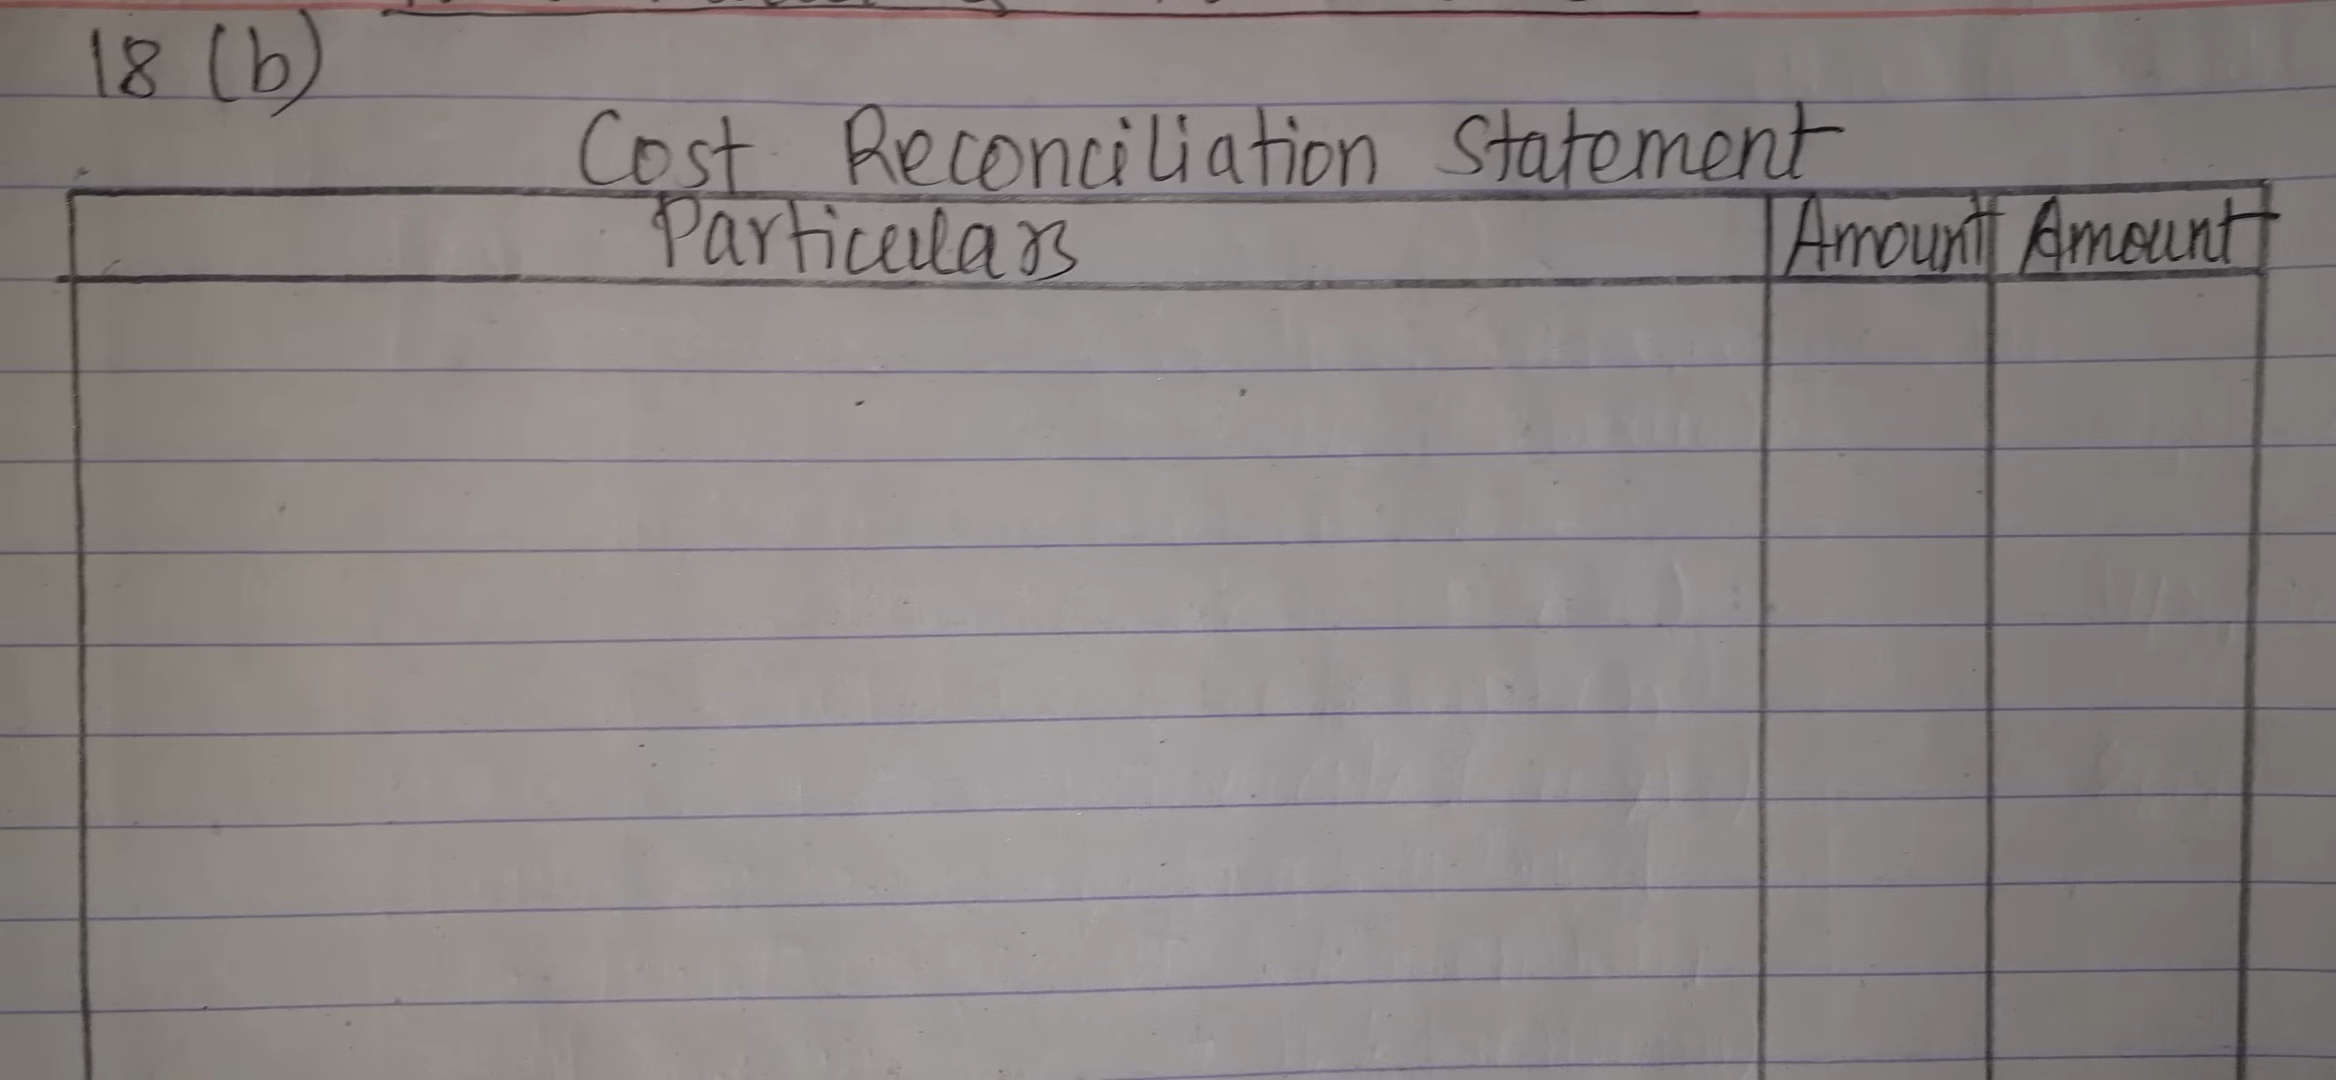 18 (b)
Cost Reconciliation Statement
Particulars Amount Amount